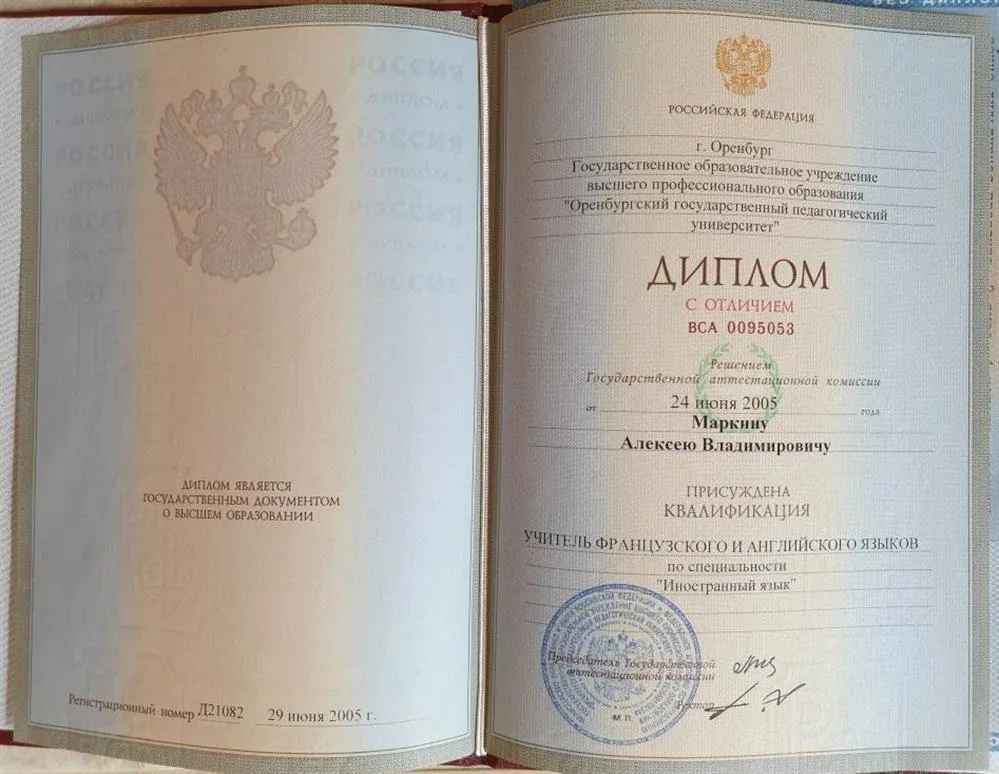 ДИПЛОМ ЯВЛЯЕТСЯ
ГОСУДАРСТВЕННЫМ ДОКУМЕНТОМ
О ВЫСШЕМ ОБРАЗОВАНИИ
Регистрационный номер Д21082 29 июня 2005 г.
РОССИЙСКАЯ ФЕДЕРАЦИЯ
г. Оренбург
Государственное образовательное учреждение
высшего профессионального образования
"Оренбургский государственный педагогический
университет"
ДИПЛОМ
С ОТЛИЧИЕМ
ВСА 0095053
Решением
Государственной аттестационной комиссии
от 24 июня 2005 года
Маркину
Алексею Владимировичу
ПРИСУЖДЕНА
КВАЛИФИКАЦИЯ
УЧИТЕЛЬ ФРАНЦУЗСКОГО И АНГЛИЙСКОГО ЯЗЫКОВ
по специальности
"Иностранный язык"
Председатель Государственной
аттестационной комиссии
Ректор
М.П.